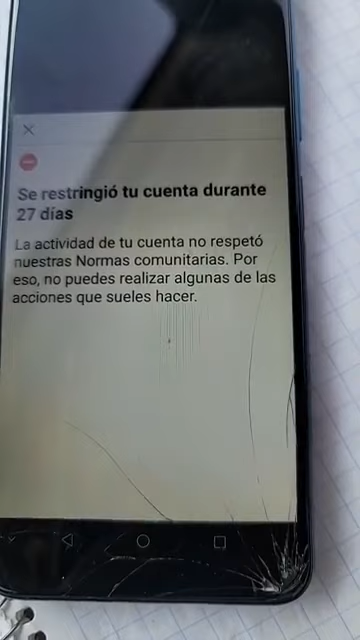 Se restringió tu cuenta durante
27 días
La actividad de tu cuenta no respetó
nuestras Normas comunitarias. Por
eso, no puedes realizar algunas de las
acciones que sueles hacer.